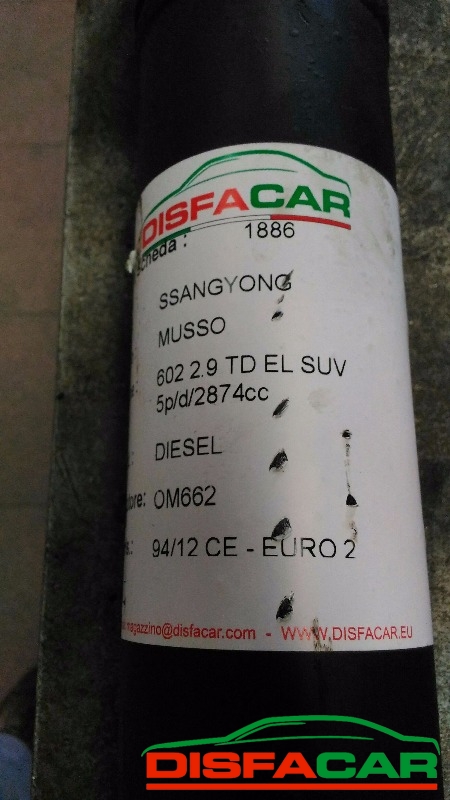 DISFACAR
Scheda : 1886
SSANGYONG
MUSSO
602 2.9 TD EL SUV
5p/d/2874cc
DIESEL
OM662
94/12 CE - EURO 2
magazzino@disfacar.com - WWW.DISFACAR.EU
DISFACAR